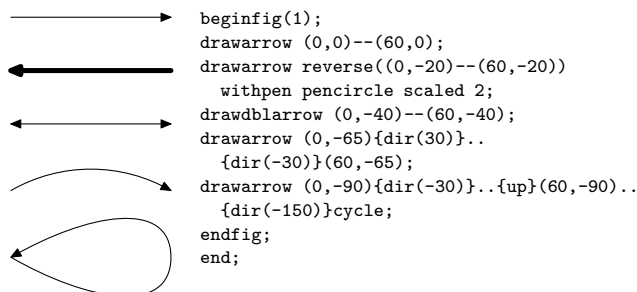 beginfig(1);
drawarrow (0,0)--(60,0);
drawarrow reverse((0,-20)--(60,-20))
withpen pencircle scaled 2;
drawdblarrow (0,-40)--(60,-40);
drawarrow (0,-65){dir(30)}..
{dir(-30)}(60,-65);
drawarrow (0,-90){dir(-30)}..{up}(60,-90)..
{dir(-150)}cycle;
endfig;
end;